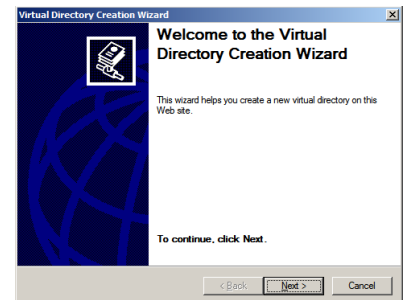 Virtual Directory Creation Wizard
Welcome to the Virtual
Directory Creation Wizard
This wizard helps you create a new virtual directory on this
Web site.
To continue, click Next.
< Back
Next >
Cancel